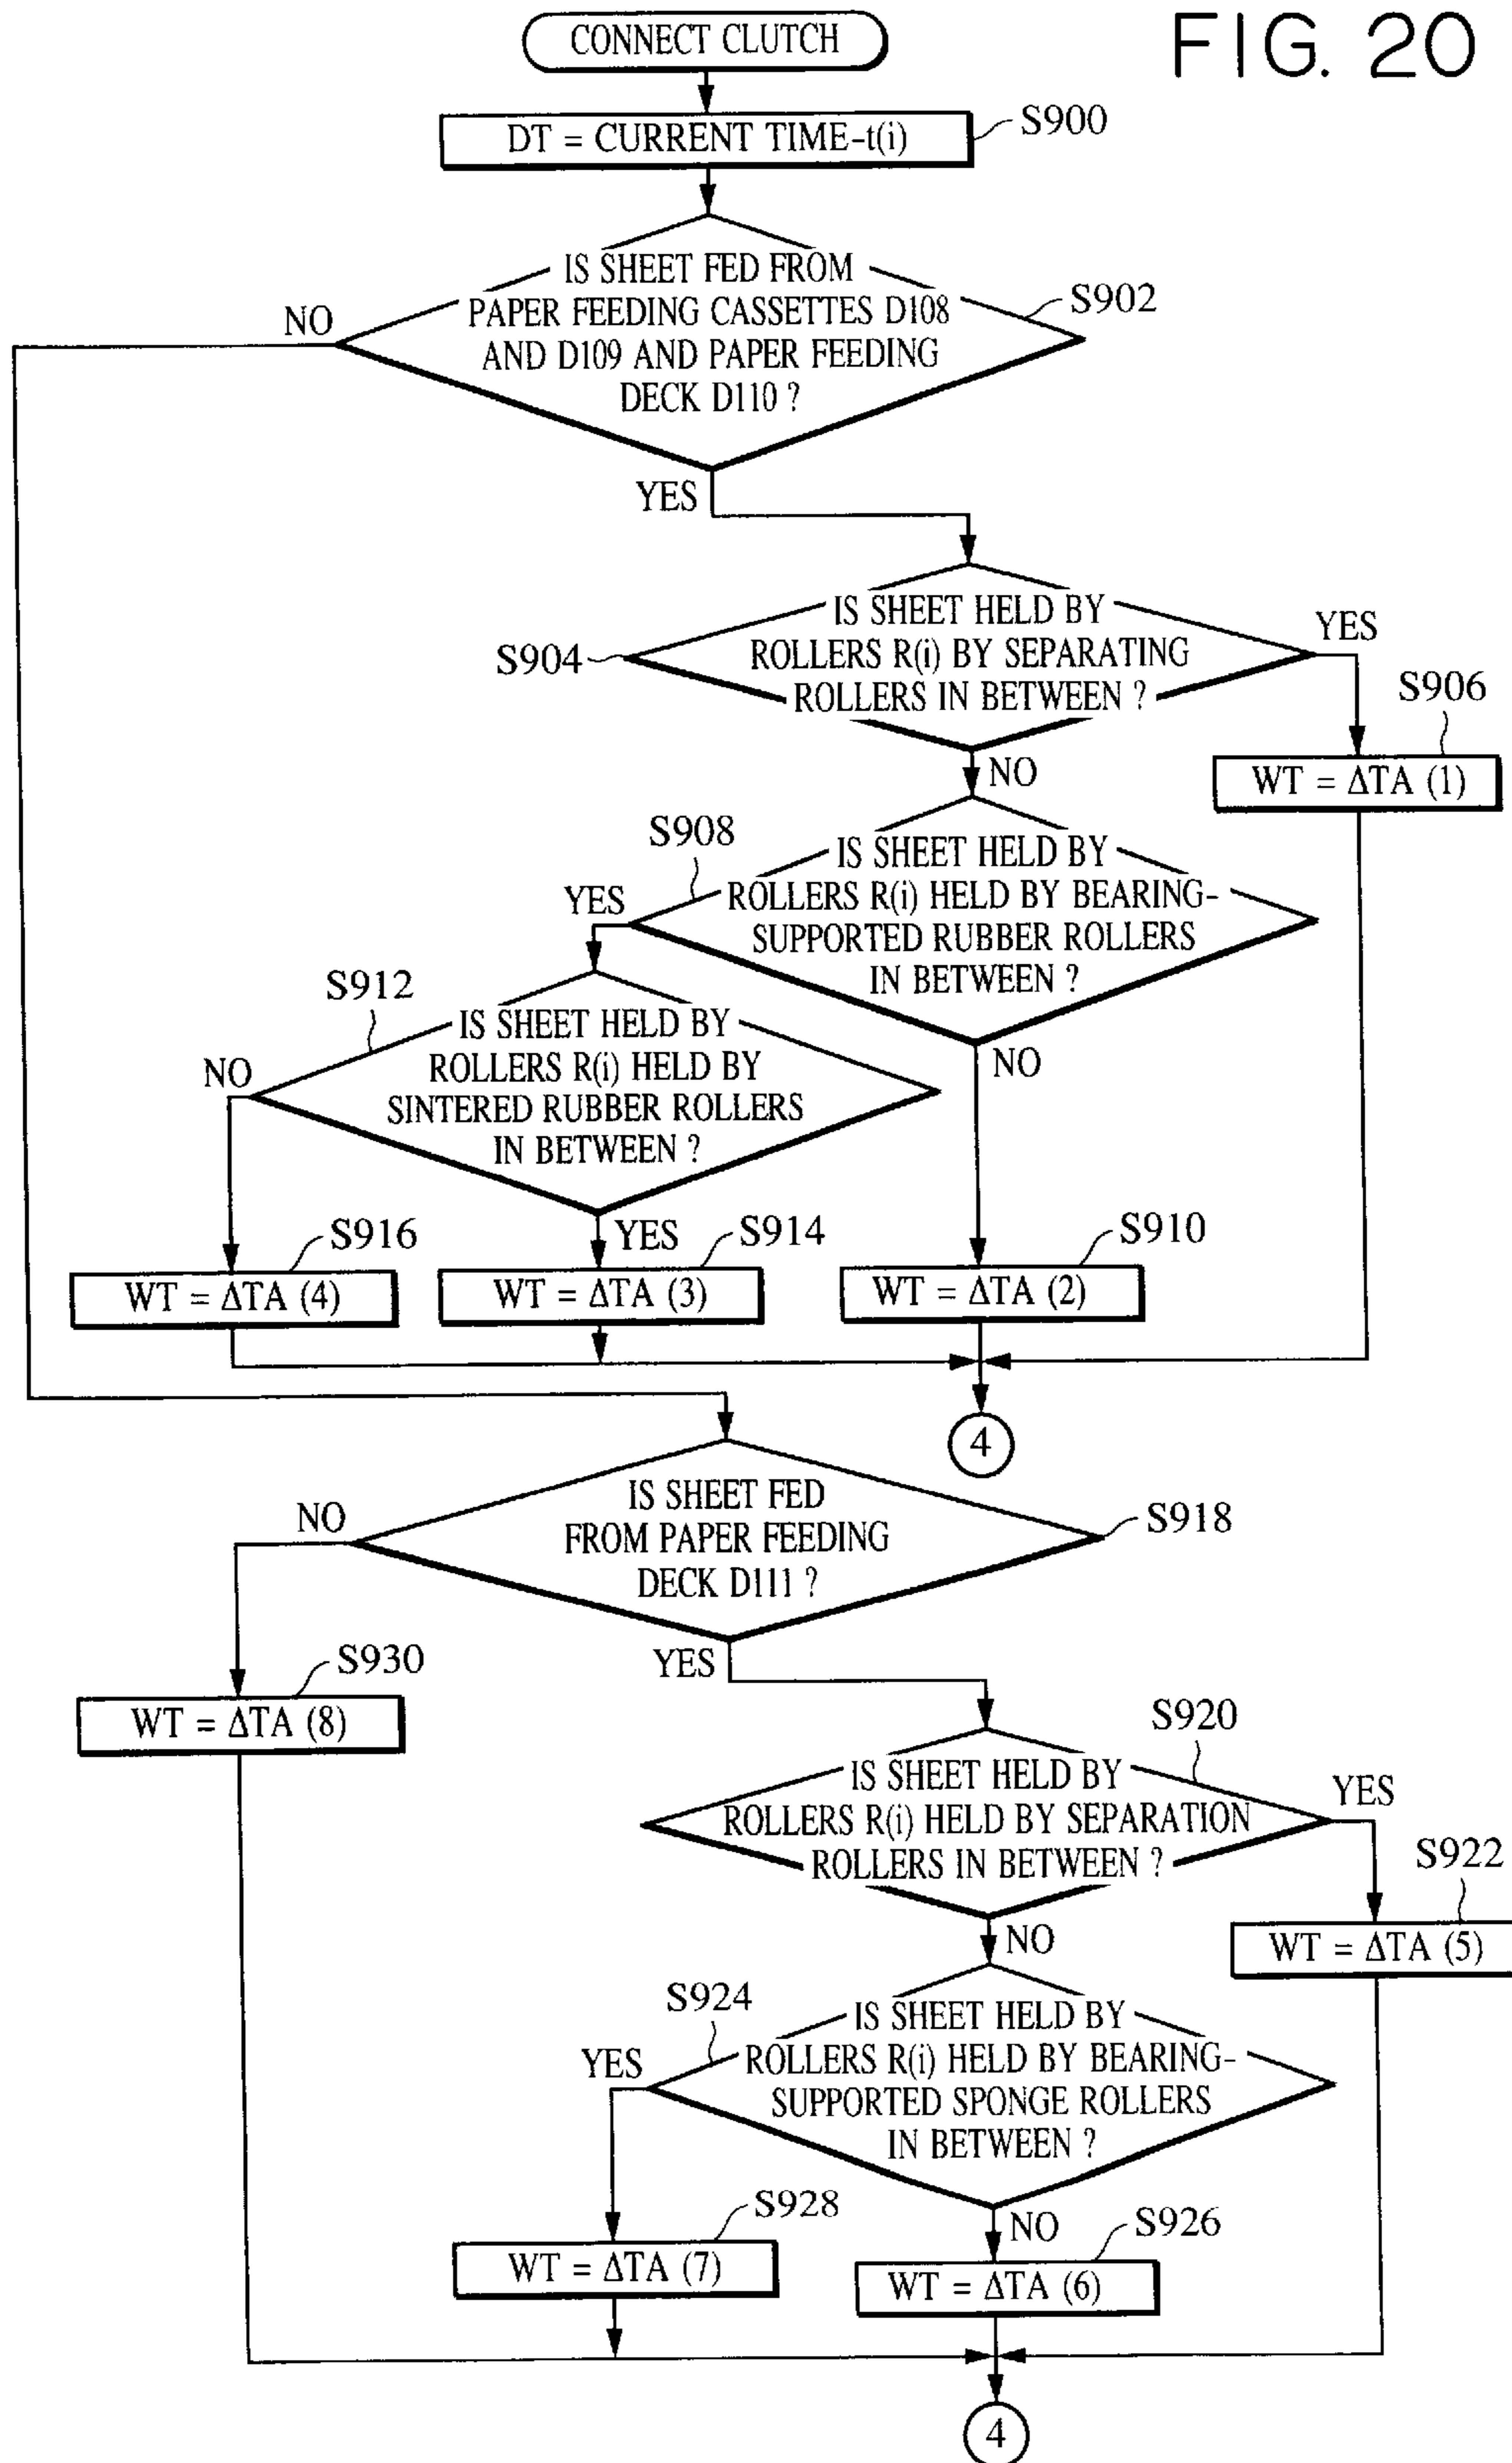 FIG. 20
CONNECT CLUTCH
DT = CURRENT TIME-t(i)
S900
IS SHEET FED FROM
PAPER FEEDING CASSETTES D108
AND D109 AND PAPER FEEDING
DECK D110 ?
S902
NO
YES
IS SHEET HELD BY
ROLLERS R(i) BY SEPARATING
ROLLERS IN BETWEEN ?
S904
YES
S906
WT = ΔTA (1)
NO
S908
IS SHEET HELD BY
ROLLERS R(i) HELD BY BEARING-
SUPPORTED RUBBER ROLLERS
IN BETWEEN ?
YES
NO
S912
IS SHEET HELD BY
ROLLERS R(i) HELD BY
SINTERED RUBBER ROLLERS
IN BETWEEN ?
NO
YES
S916
WT = ΔTA (4)
S914
WT = ΔTA (3)
S910
WT = ΔTA (2)
4
IS SHEET FED
FROM PAPER FEEDING
DECK D111 ?
S918
NO
YES
S930
WT = ΔTA (8)
S920
IS SHEET HELD BY
ROLLERS R(i) HELD BY SEPARATION
ROLLERS IN BETWEEN ?
YES
S922
WT = ΔTA (5)
NO
S924
IS SHEET HELD BY
ROLLERS R(i) HELD BY BEARING-
SUPPORTED SPONGE ROLLERS
IN BETWEEN ?
YES
NO
S928
WT = ΔTA (7)
S926
WT = ΔTA (6)
4